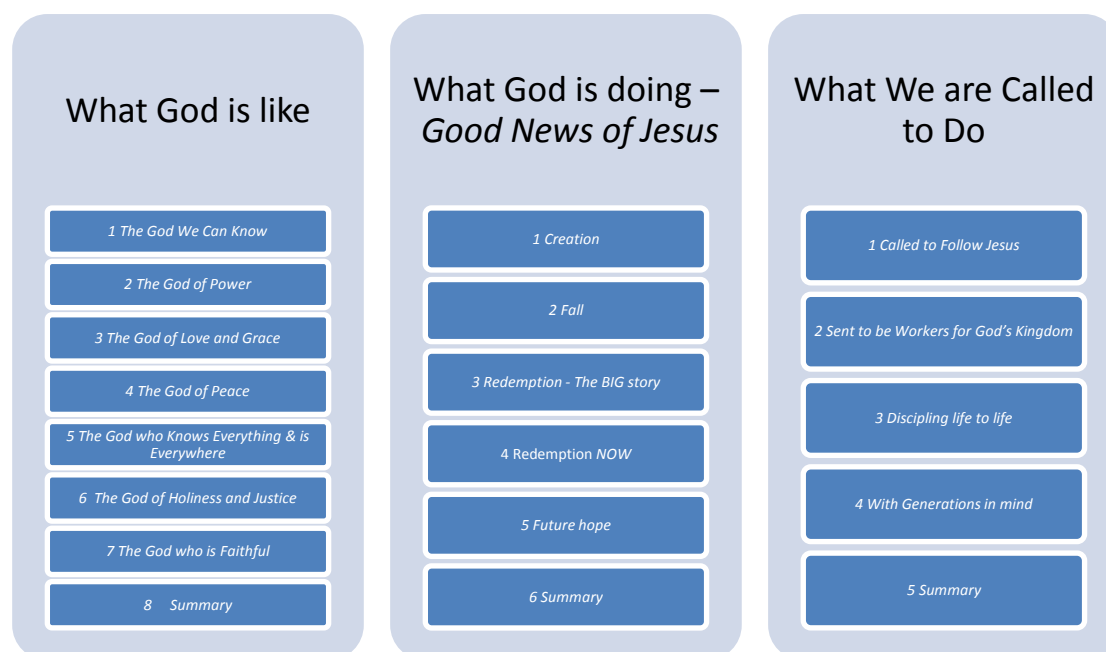 What God is like
1 The God We Can Know
2 The God of Power
3 The God of Love and Grace
4 The God of Peace
5 The God who Knows Everything & is
Everywhere
6 The God of Holiness and Justice
7 The God who is Faithful
8 Summary
What God is doing –
Good News of Jesus
1 Creation
2 Fall
3 Redemption - The BIG story
4 Redemption NOW
5 Future hope
6 Summary
What We are Called
to Do
1 Called to Follow Jesus
2 Sent to be Workers for God’s Kingdom
3 Discipling life to life
4 With Generations in mind
5 Summary